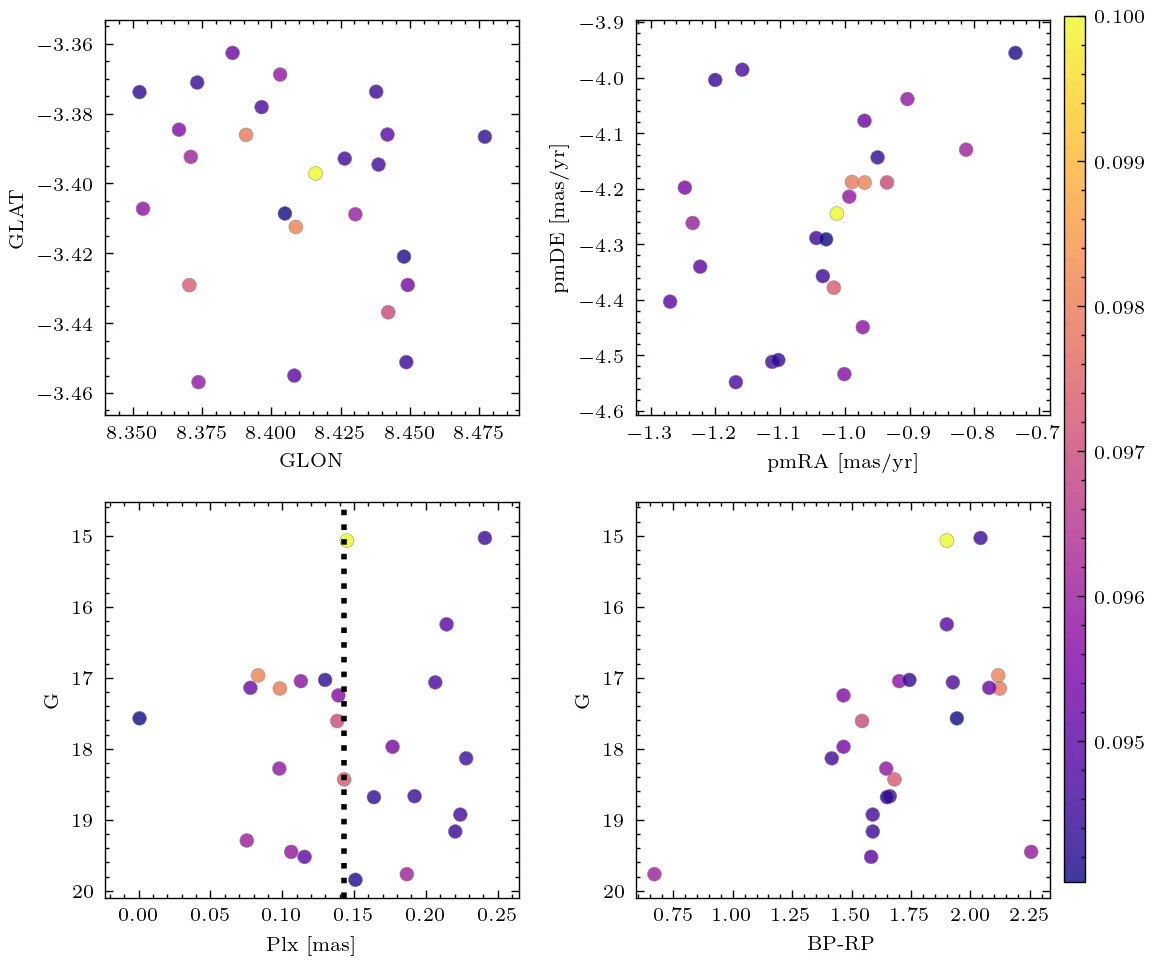 −3.36
−3.38
−3.40
−3.42
−3.44
−3.46
GLAT
8.350 8.375 8.400 8.425 8.450 8.475
GLON
−3.9
−4.0
−4.1
−4.2
−4.3
−4.4
−4.5
−4.6
pmDE [mas/yr]
−1.3 −1.2 −1.1 −1.0 −0.9 −0.8 −0.7
pmRA [mas/yr]
15
16
17
18
19
20
G
0.00 0.05 0.10 0.15 0.20 0.25
Plx [mas]
15
16
17
18
19
20
G
0.75 1.00 1.25 1.50 1.75 2.00 2.25
BP-RP
0.100
0.099
0.098
0.097
0.096
0.095